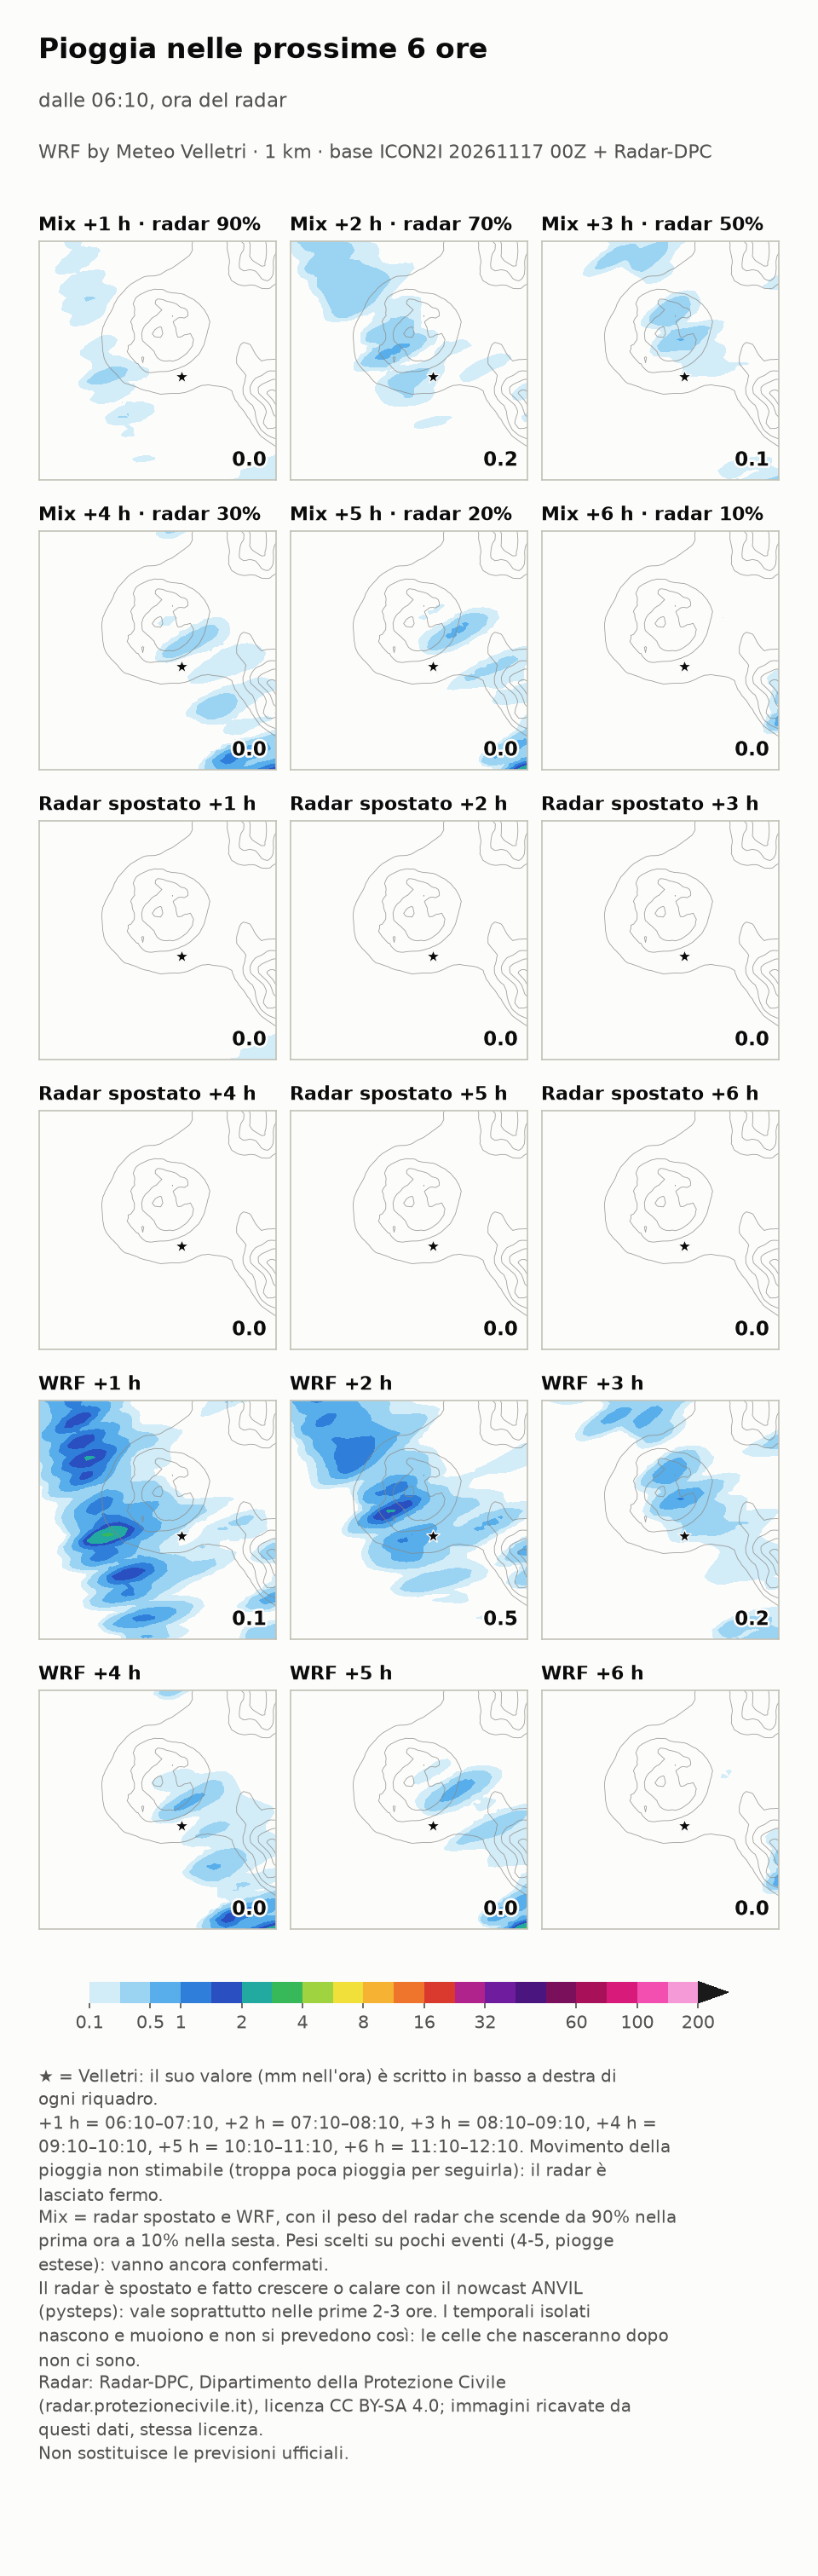 Pioggia nelle prossime 6 ore
dalle 06:10, ora del radar
WRF by Meteo Velletri · 1 km · base ICON2I 20261117 00Z + Radar-DPC
Mix +1 h · radar 90% Mix +2 h · radar 70% Mix +3 h · radar 50%
0.0 0.2 0.1
Mix +4 h · radar 30% Mix +5 h · radar 20% Mix +6 h · radar 10%
0.0 0.0 0.0
Radar spostato +1 h Radar spostato +2 h Radar spostato +3 h
0.0 0.0 0.0
Radar spostato +4 h Radar spostato +5 h Radar spostato +6 h
0.0 0.0 0.0
WRF +1 h WRF +2 h WRF +3 h
0.1 0.5 0.2
WRF +4 h WRF +5 h WRF +6 h
0.0 0.0 0.0
0.1 0.5 1 2 4 8 16 32 60 100 200
★ = Velletri: il suo valore (mm nell'ora) è scritto in basso a destra di
ogni riquadro.
+1 h = 06:10–07:10, +2 h = 07:10–08:10, +3 h = 08:10–09:10, +4 h =
09:10–10:10, +5 h = 10:10–11:10, +6 h = 11:10–12:10. Movimento della
pioggia non stimabile (troppa poca pioggia per seguirla): il radar è
lasciato fermo.
Mix = radar spostato e WRF, con il peso del radar che scende da 90% nella
prima ora a 10% nella sesta. Pesi scelti su pochi eventi (4-5, piogge
estese): vanno ancora confermati.
Il radar è spostato e fatto crescere o calare con il nowcast ANVIL
(pysteps): vale soprattutto nelle prime 2-3 ore. I temporali isolati
nascono e muoiono e non si prevedono così: le celle che nasceranno dopo
non ci sono.
Radar: Radar-DPC, Dipartimento della Protezione Civile
(radar.protezionecivile.it), licenza CC BY-SA 4.0; immagini ricavate da
questi dati, stessa licenza.
Non sostituisce le previsioni ufficiali.